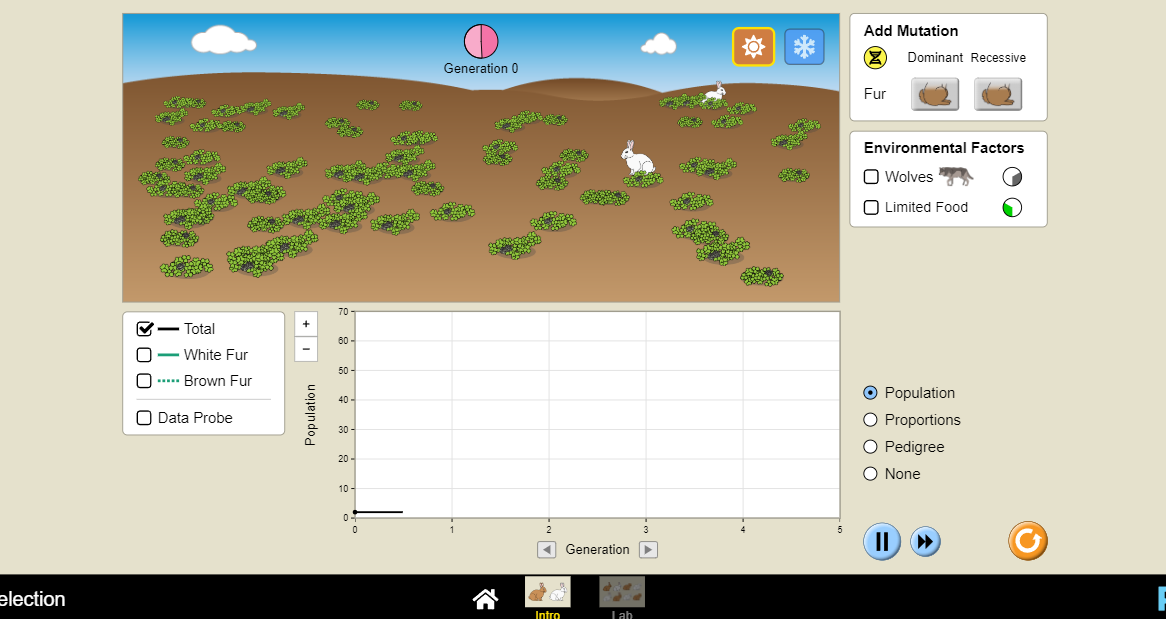 Generation 0
Add Mutation
Dominant Recessive
Fur
Environmental Factors
Wolves
Limited Food
Total
White Fur
Brown Fur
Data Probe
+
−
Population
70
60
50
40
30
20
10
0
0 1 2 3 4 5
Generation
Population
Proportions
Pedigree
None
election
Intro
Lab